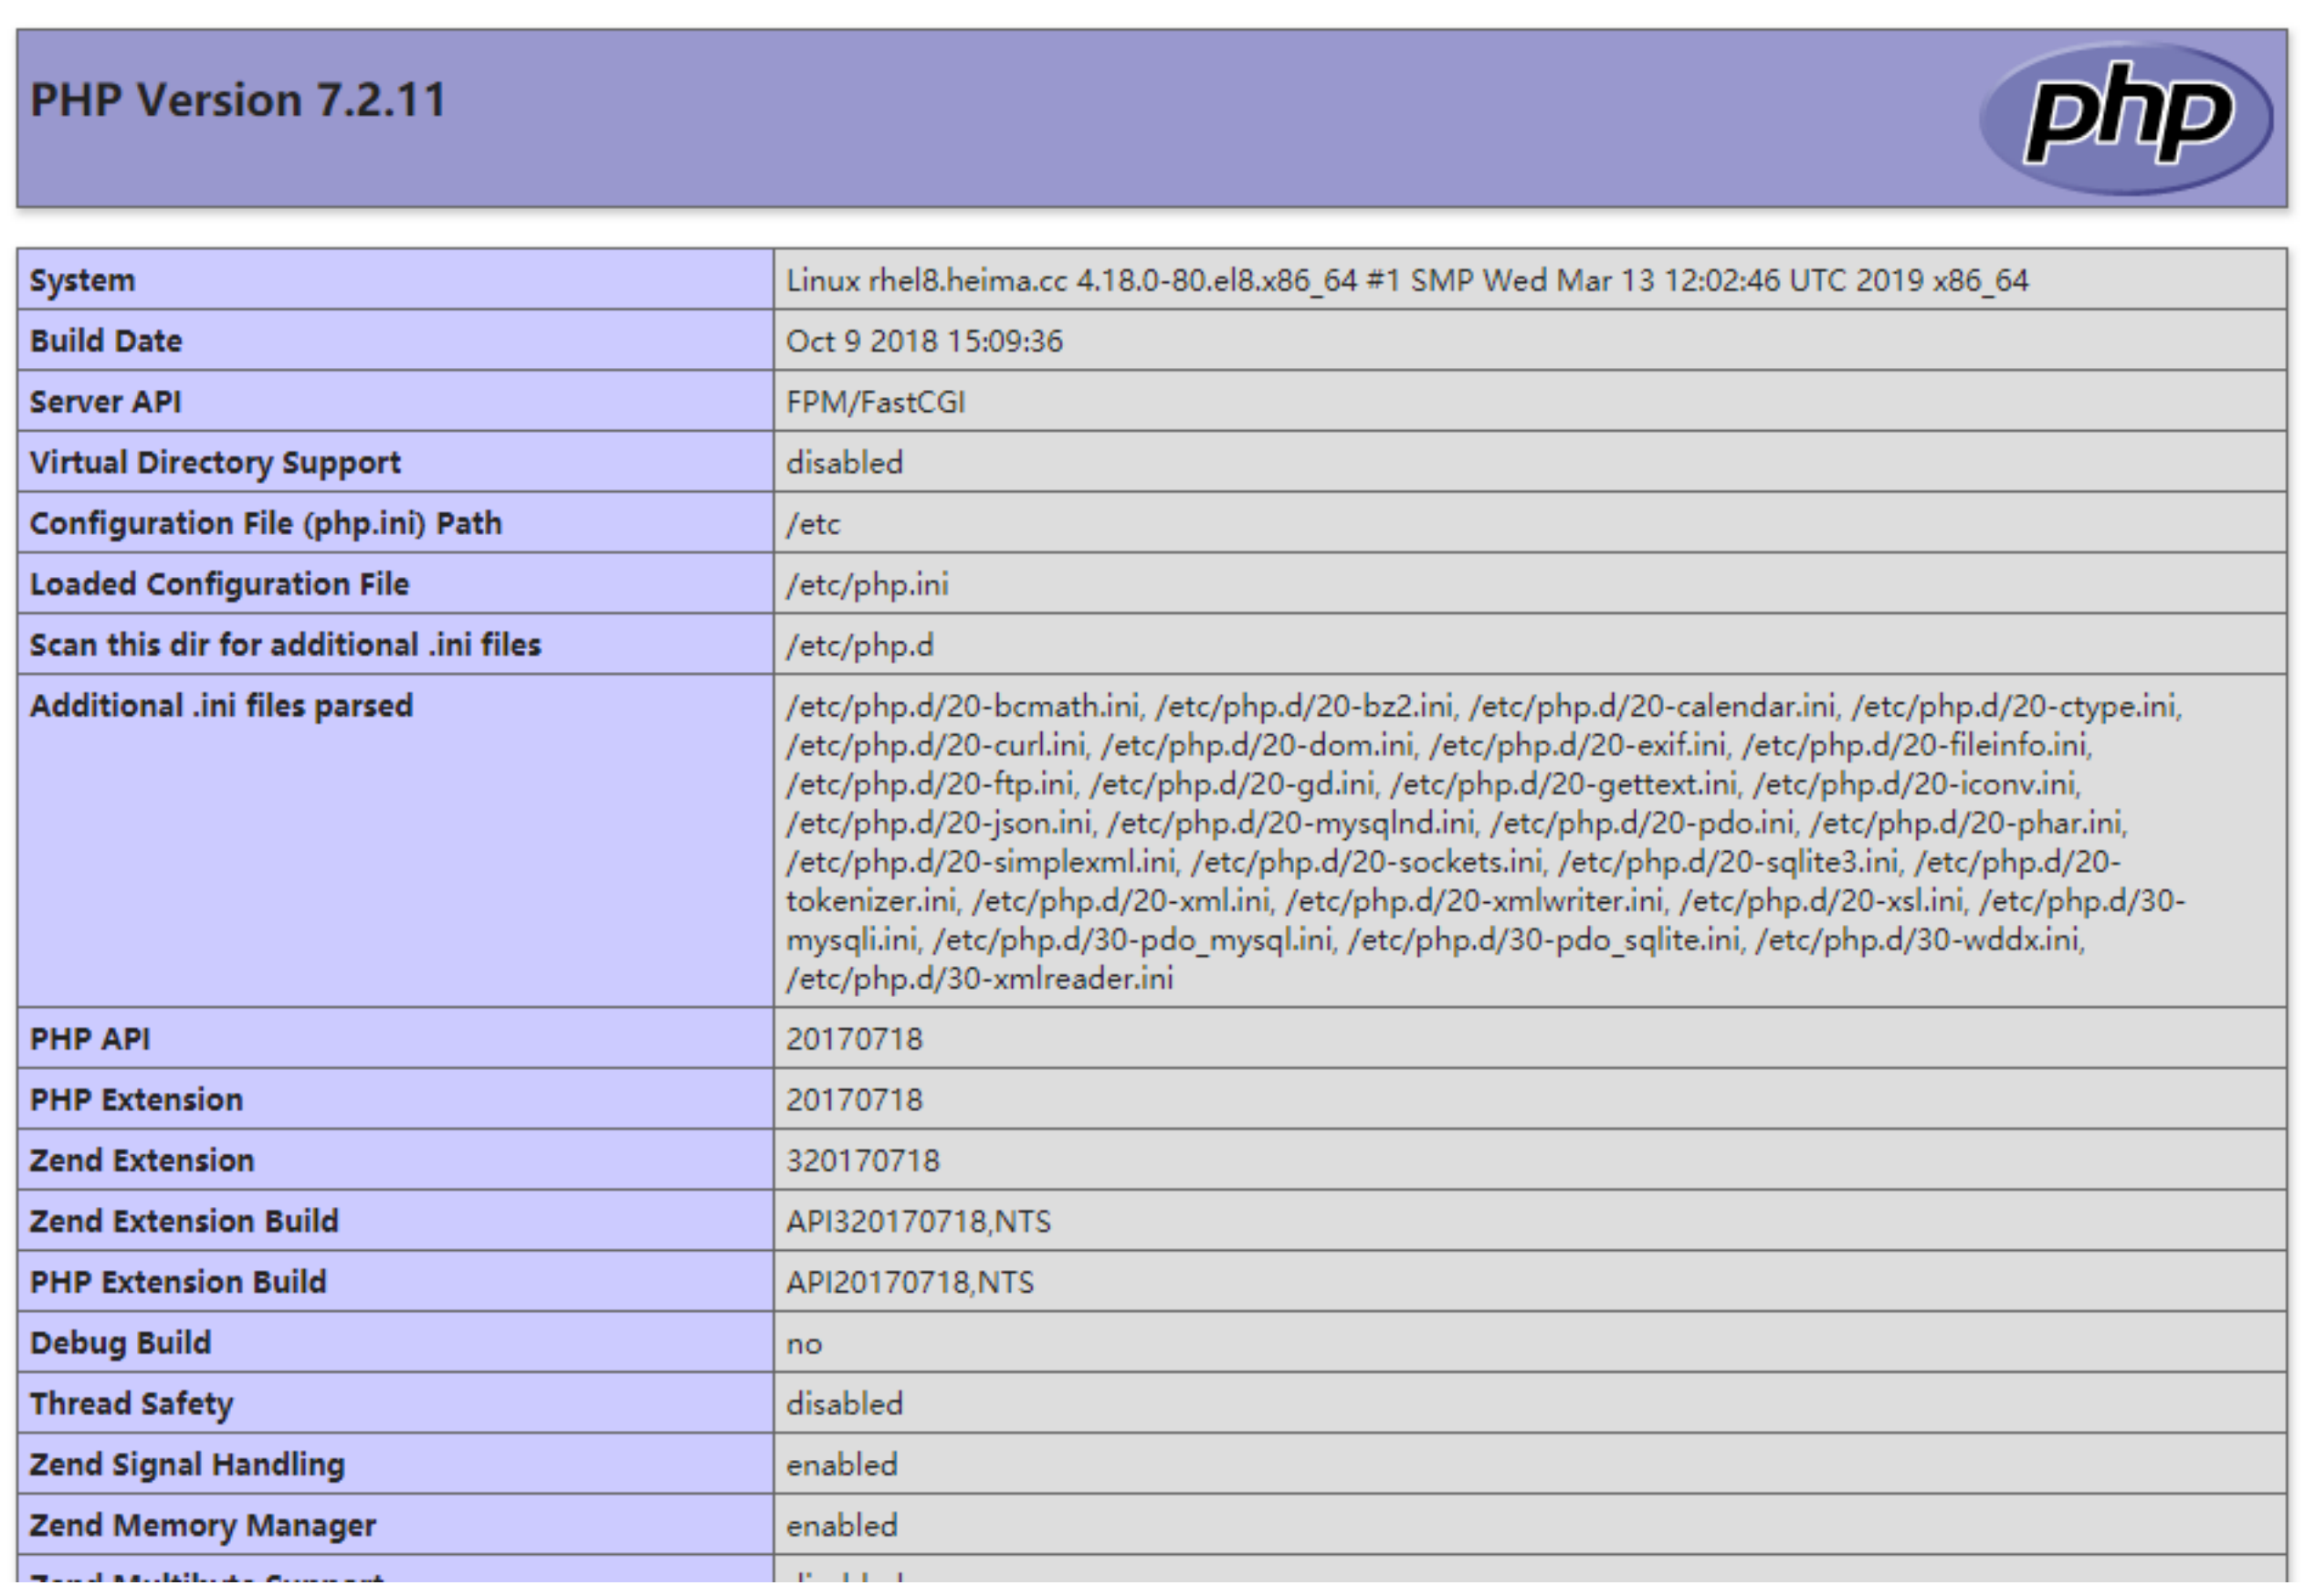 PHP Version 7.2.11
php
System Linux rhel8.heima.cc 4.18.0-80.el8.x86_64 #1 SMP Wed Mar 13 12:02:46 UTC 2019 x86_64
Build Date Oct 9 2018 15:09:36
Server API FPM/FastCGI
Virtual Directory Support disabled
Configuration File (php.ini) Path /etc
Loaded Configuration File /etc/php.ini
Scan this dir for additional .ini files /etc/php.d
Additional .ini files parsed /etc/php.d/20-bcmath.ini, /etc/php.d/20-bz2.ini, /etc/php.d/20-calendar.ini, /etc/php.d/20-ctype.ini,
/etc/php.d/20-curl.ini, /etc/php.d/20-dom.ini, /etc/php.d/20-exif.ini, /etc/php.d/20-fileinfo.ini,
/etc/php.d/20-ftp.ini, /etc/php.d/20-gd.ini, /etc/php.d/20-gettext.ini, /etc/php.d/20-iconv.ini,
/etc/php.d/20-json.ini, /etc/php.d/20-mysqlnd.ini, /etc/php.d/20-pdo.ini, /etc/php.d/20-phar.ini,
/etc/php.d/20-simplexml.ini, /etc/php.d/20-sockets.ini, /etc/php.d/20-sqlite3.ini, /etc/php.d/20-
tokenizer.ini, /etc/php.d/20-xml.ini, /etc/php.d/20-xmlwriter.ini, /etc/php.d/20-xsl.ini, /etc/php.d/30-
mysqli.ini, /etc/php.d/30-pdo_mysql.ini, /etc/php.d/30-pdo_sqlite.ini, /etc/php.d/30-wddx.ini,
/etc/php.d/30-xmlreader.ini
PHP API 20170718
PHP Extension 20170718
Zend Extension 320170718
Zend Extension Build API320170718,NTS
PHP Extension Build API20170718,NTS
Debug Build no
Thread Safety disabled
Zend Signal Handling enabled
Zend Memory Manager enabled